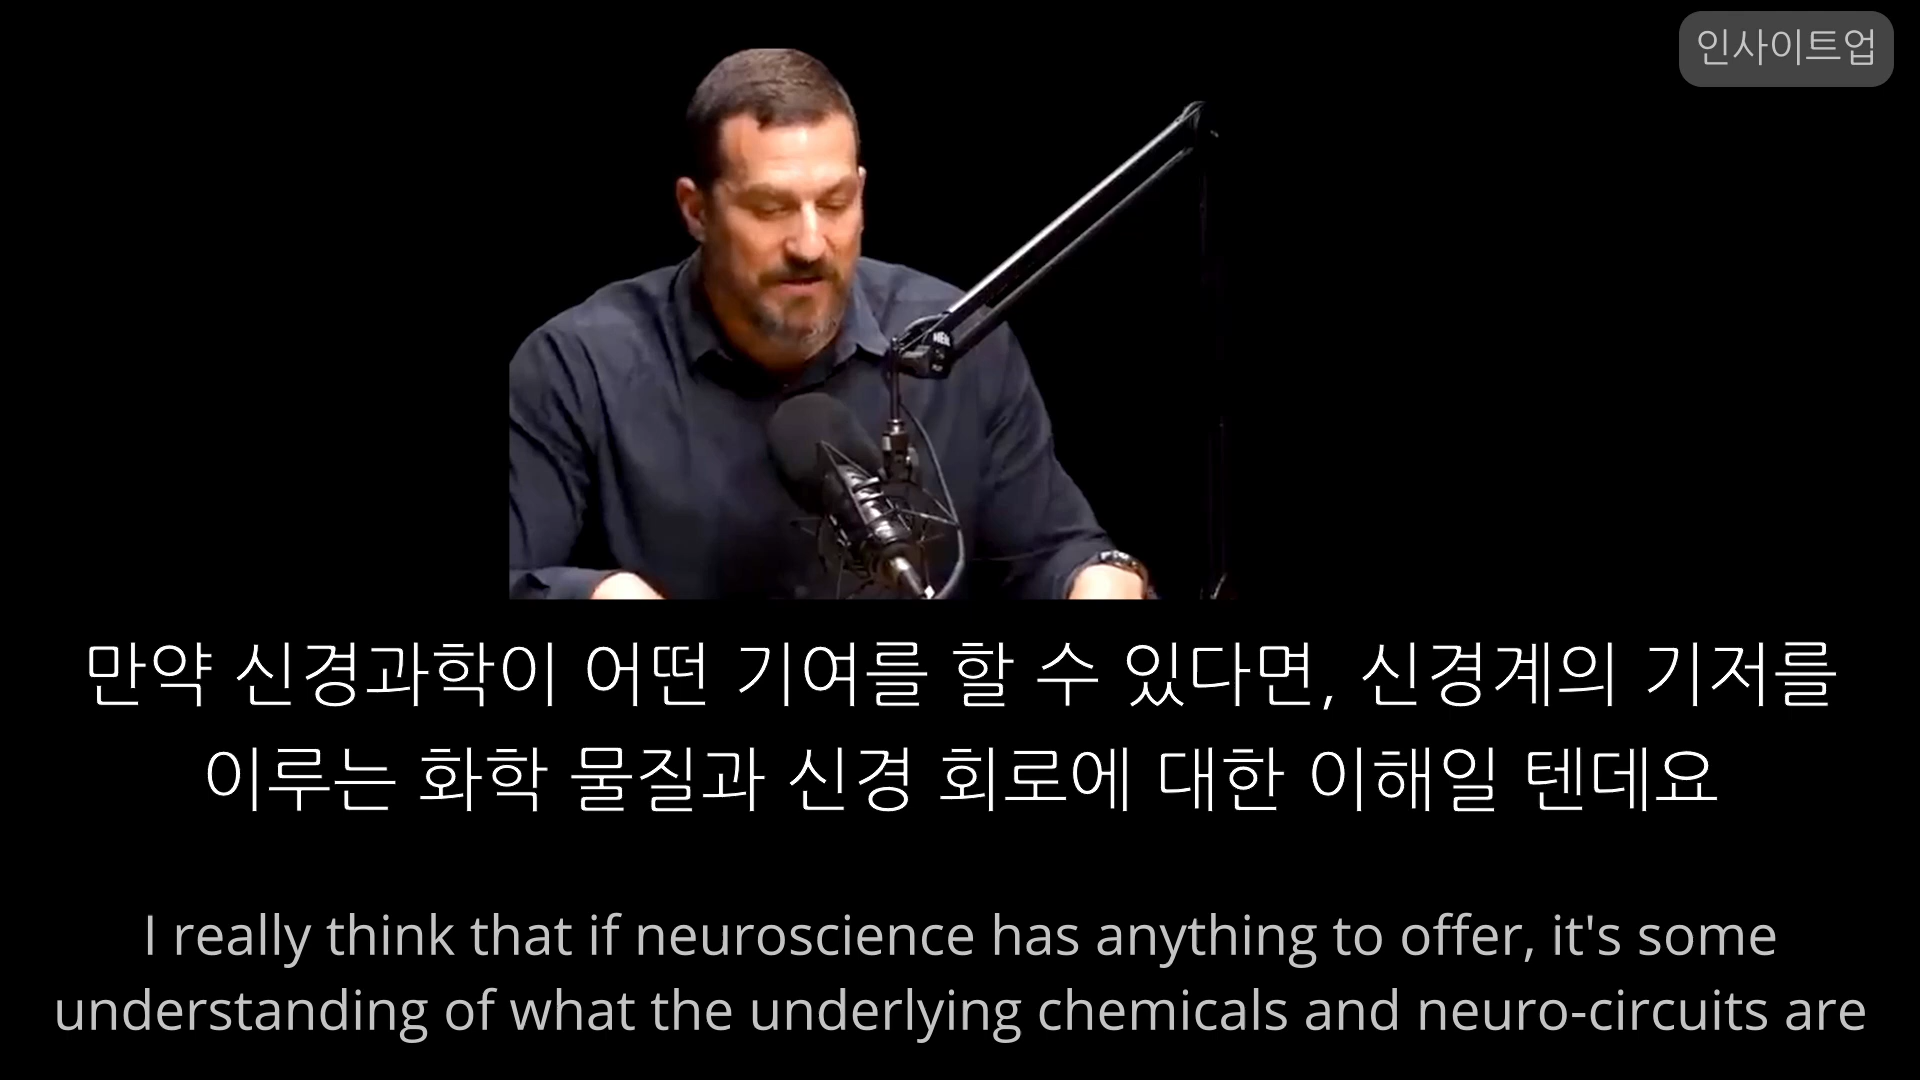 인사이트업
만약 신경과학이 어떤 기여를 할 수 있다면, 신경계의 기저를
이루는 화학 물질과 신경 회로에 대한 이해일 텐데요
I really think that if neuroscience has anything to offer, it's some
understanding of what the underlying chemicals and neuro-circuits are